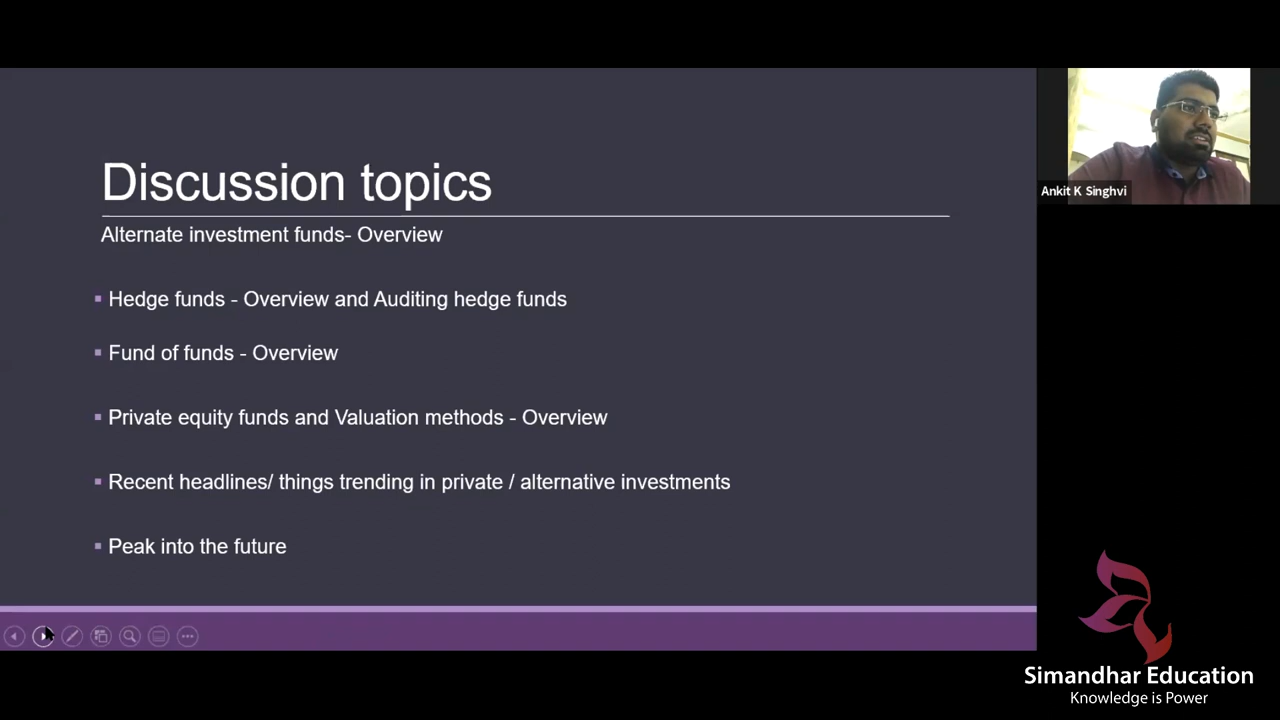 Discussion topics
Alternate investment funds- Overview
Hedge funds - Overview and Auditing hedge funds
Fund of funds - Overview
Private equity funds and Valuation methods - Overview
Recent headlines/ things trending in private / alternative investments
Peak into the future
Ankit K Singhvi
Simandhar Education
Knowledge is Power